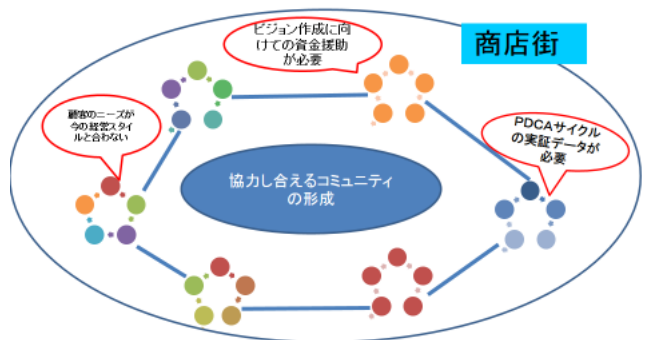 ビジョン作成に向
けての資金援助
が必要
商店街
顧客のニーズが
今の経営スタイ
ルと合わない
PDCAサイクル
の実証データが
必要
協力し合えるコミュニティ
の形成